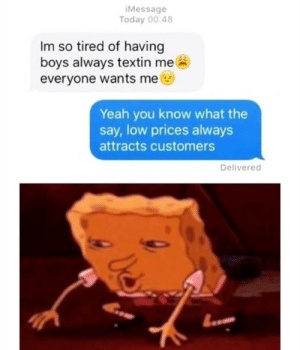 iMessage
Today 00:48
Im so tired of having
boys always textin me😩
everyone wants me😉
Yeah you know what the
say, low prices always
attracts customers
Delivered